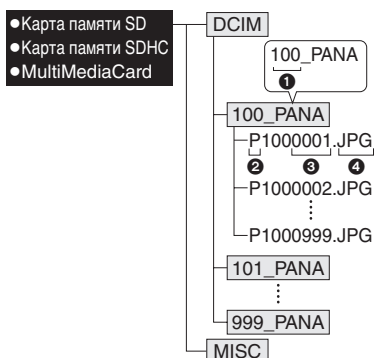 ●Карта памяти SD
●Карта памяти SDHC
●MultiMediaCard
DCIM
100_PANA
❶
100_PANA
P1000001.JPG
❷ ❸ ❹
P1000002.JPG
P1000999.JPG
101_PANA
999_PANA
MISC